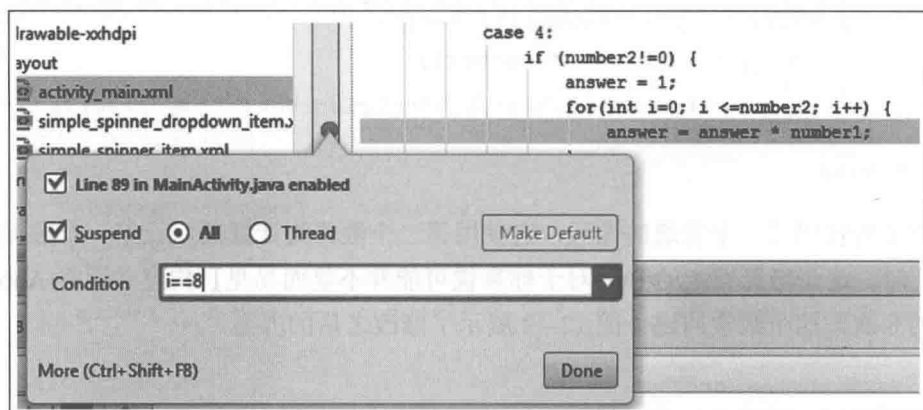 drawable-xxhdpi
ayout
activity_main.xml
simple_spinner_dropdown_item.x
simple_spinner_item.xml
case 4:
if (number2!=0) {
answer = 1;
for(int i=0; i <=number2; i++) {
answer = answer * number1;
Line 89 in MainActivity.java enabled
Suspend All Thread Make Default
Condition i==8
More (Ctrl+Shift+F8) Done